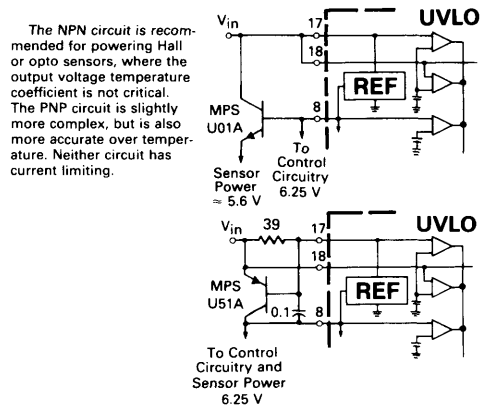 The NPN circuit is recom-
mended for powering Hall
or opto sensors, where the
output voltage temperature
coefficient is not critical.
The PNP circuit is slightly
more complex, but is also
more accurate over temper-
ature. Neither circuit has
current limiting.
Vin
17
UVLO
18
REF
MPS
U01A
8
To
Control
Circuitry
6.25 V
Sensor
Power
≈ 5.6 V
Vin
39
17
UVLO
18
REF
MPS
U51A
0.1
8
To Control
Circuitry and
Sensor Power
6.25 V